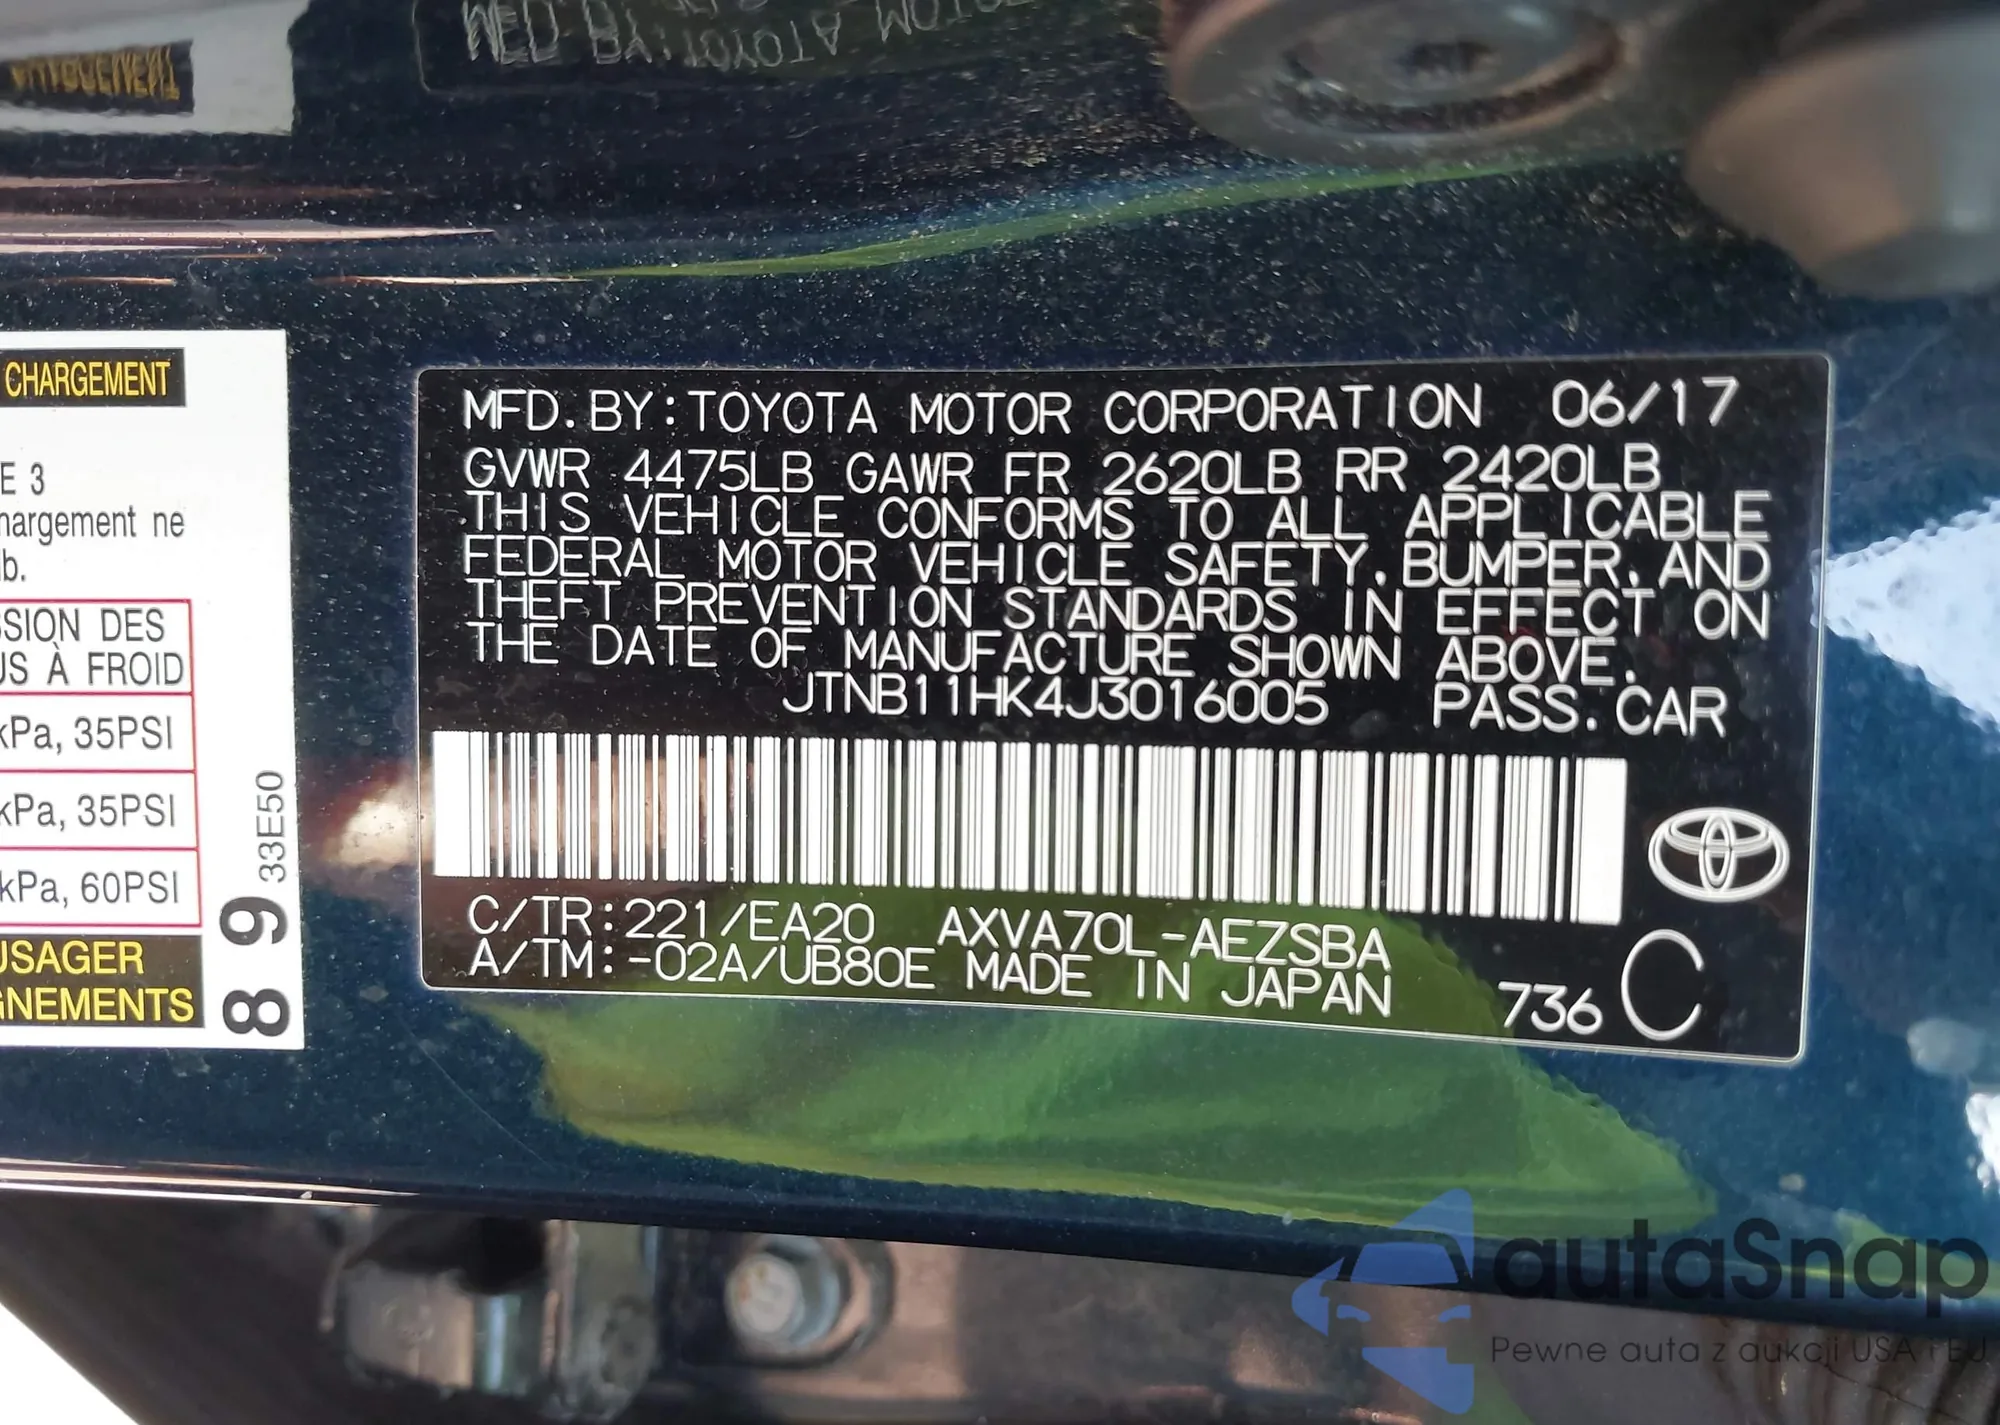 CHARGEMENT
E 3
hargement ne
lb.
SSION DES
US À FROID
kPa, 35PSI
kPa, 35PSI
kPa, 60PSI
USAGER
GNEMENTS
33E50
89
MFD. BY: TOYOTA MOTOR CORPORATION 06/17
GVWR 4475LB GAWR FR 2620LB RR 2420LB
THIS VEHICLE CONFORMS TO ALL APPLICABLE
FEDERAL MOTOR VEHICLE SAFETY, BUMPER, AND
THEFT PREVENTION STANDARDS IN EFFECT ON
THE DATE OF MANUFACTURE SHOWN ABOVE.
JTNB11HK4J3016005 PASS. CAR
C/TR: 221/EA20 AXVA70L-AEZSBA
A/TM: -02A/UB80E MADE IN JAPAN
736 C
autaSnap
Pewne auta z aukcji USA i EU